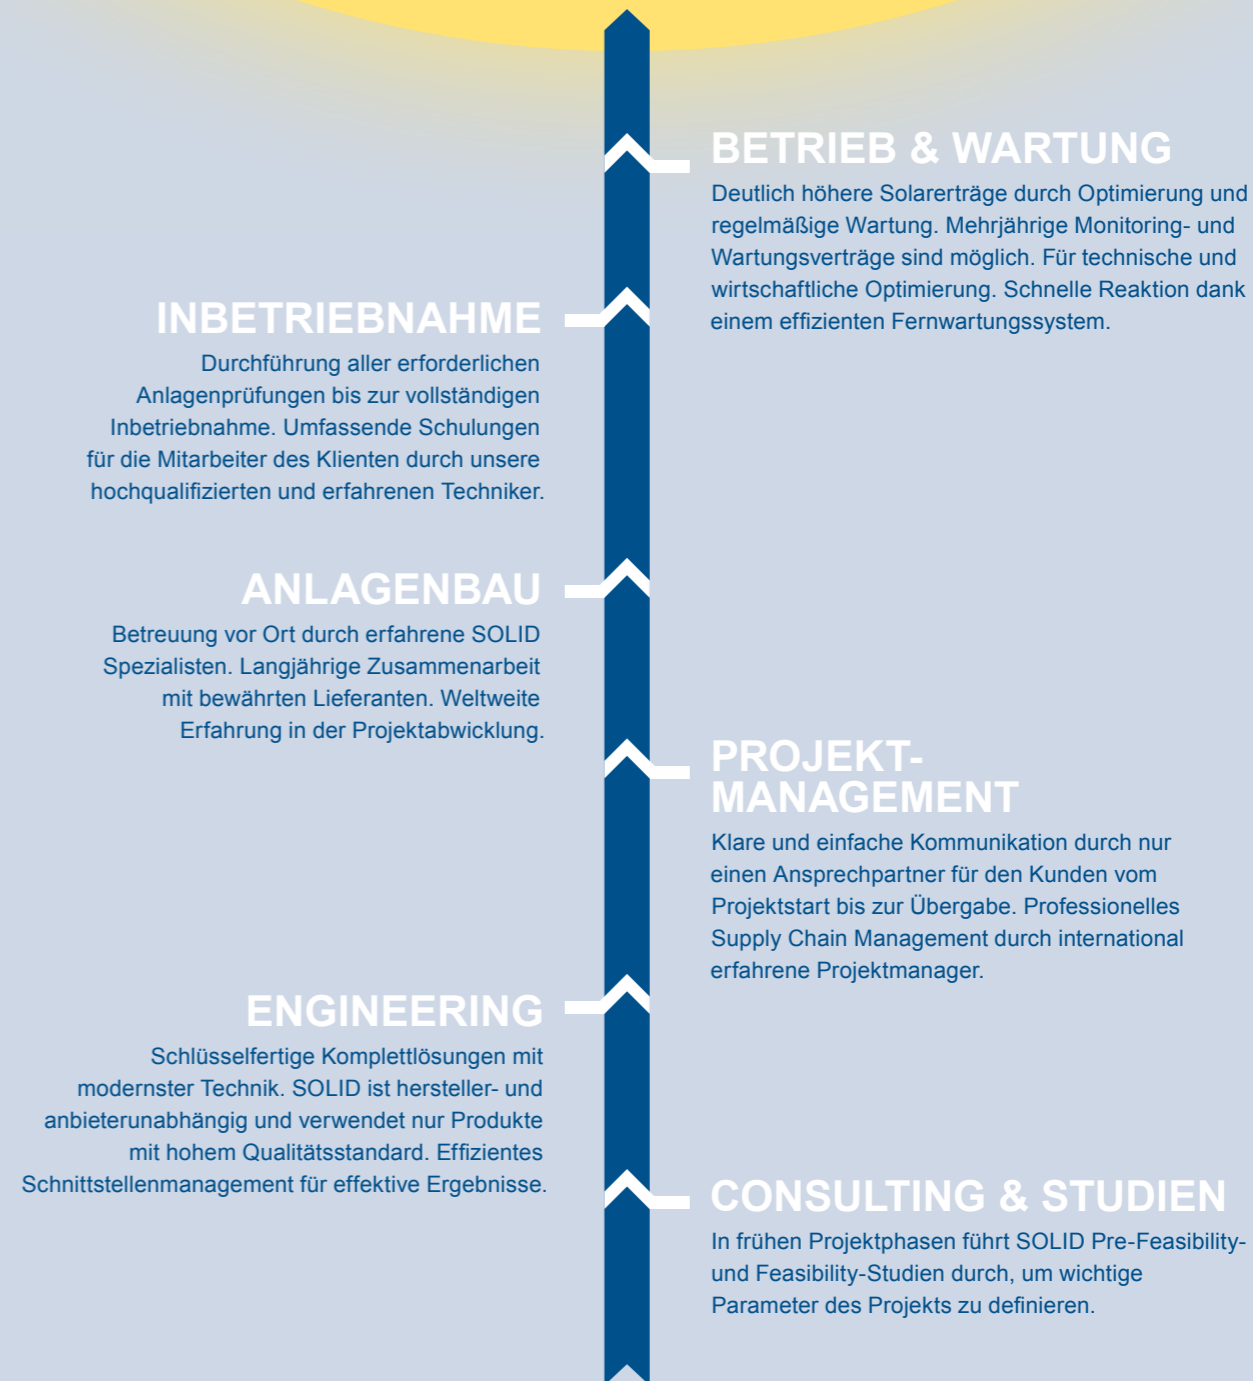 BETRIEB & WARTUNG
Deutlich höhere Solarerträge durch Optimierung und
regelmäßige Wartung. Mehrjährige Monitoring- und
Wartungsverträge sind möglich. Für technische und
wirtschaftliche Optimierung. Schnelle Reaktion dank
einem effizienten Fernwartungssystem.
INBETRIEBNAHME
Durchführung aller erforderlichen
Anlagenprüfungen bis zur vollständigen
Inbetriebnahme. Umfassende Schulungen
für die Mitarbeiter des Klienten durch unsere
hochqualifizierten und erfahrenen Techniker.
ANLAGENBAU
Betreuung vor Ort durch erfahrene SOLID
Spezialisten. Langjährige Zusammenarbeit
mit bewährten Lieferanten. Weltweite
Erfahrung in der Projektabwicklung.
PROJEKT-
MANAGEMENT
Klare und einfache Kommunikation durch nur
einen Ansprechpartner für den Kunden vom
Projektstart bis zur Übergabe. Professionelles
Supply Chain Management durch international
erfahrene Projektmanager.
ENGINEERING
Schlüsselfertige Komplettlösungen mit
modernster Technik. SOLID ist hersteller- und
anbieterunabhängig und verwendet nur Produkte
mit hohem Qualitätsstandard. Effizientes
Schnittstellenmanagement für effektive Ergebnisse.
CONSULTING & STUDIEN
In frühen Projektphasen führt SOLID Pre-Feasibility-
und Feasibility-Studien durch, um wichtige
Parameter des Projekts zu definieren.